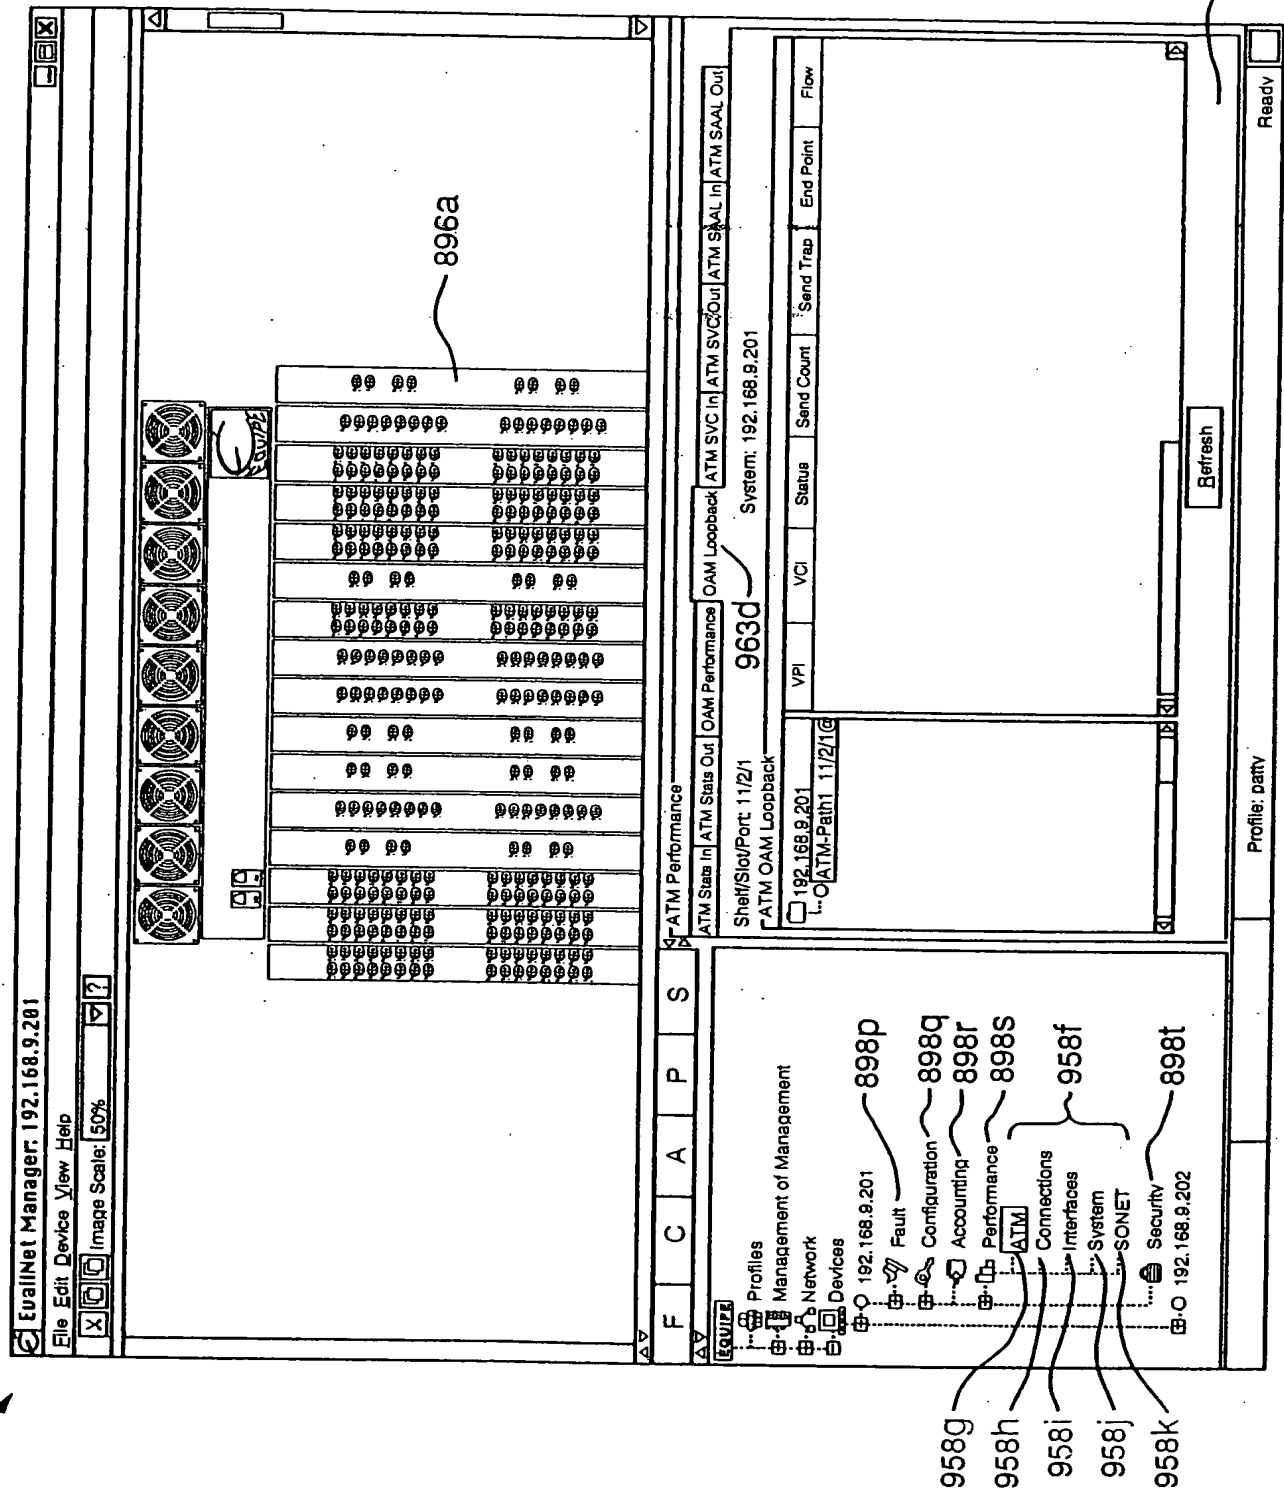 EvailNet Manager: 192.168.9.201
File Edit Device View Help
X Image Scale: 50% ?
896a
F C A P S
EQUIPE
Profiles
Management of Management
Network
Devices
192.168.9.201
Fault
Configuration
Accounting
Performance
ATM
Connections
Interfaces
System
SONET
Security
192.168.9.202
898p
898q
898r
898s
958f
898t
958g
958h
958i
958j
958k
ATM Performance
ATM Stats In ATM Stats Out OAM Performance OAM Loopback ATM SVC In ATM SVC Out ATM SAAL In ATM SAAL Out
963d
Shelf/Slot/Port: 11/2/1 System: 192.168.9.201
ATM OAM Loopback
192.168.9.201
ATM-Path1_11/2/1@
VPI VCI Status Send Count Send Trap End Point Flow
Refresh
Profile: patty
Ready